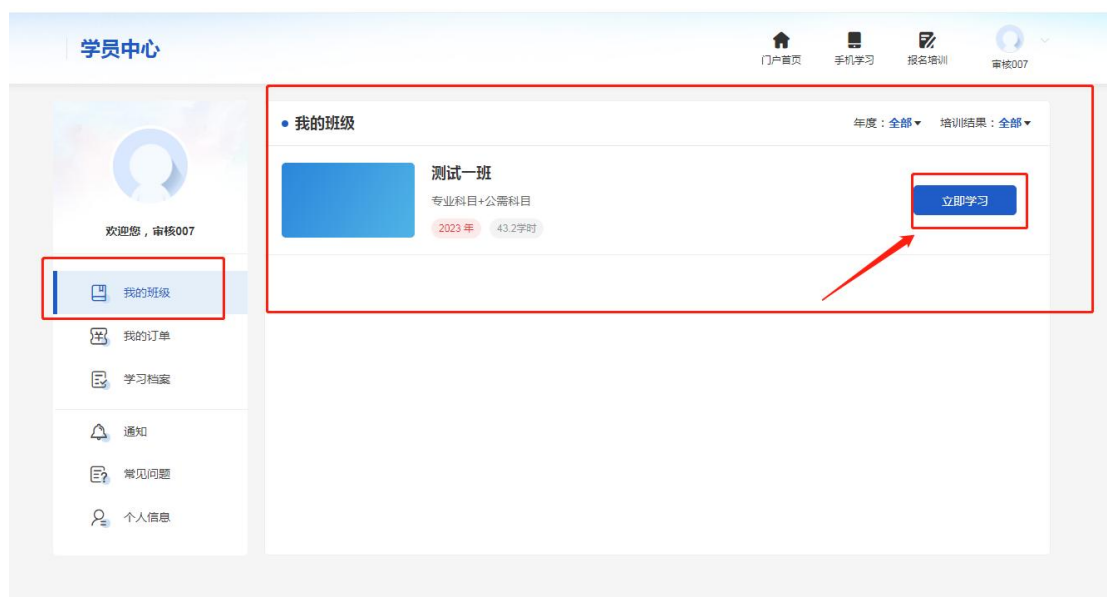 学员中心
门户首页
手机学习
报名培训
审核007
欢迎您，审核007
我的班级
我的订单
学习档案
通知
常见问题
个人信息
我的班级
年度：全部 培训结果：全部
测试一班
专业科目+公需科目
2023 年 43.2学时
立即学习